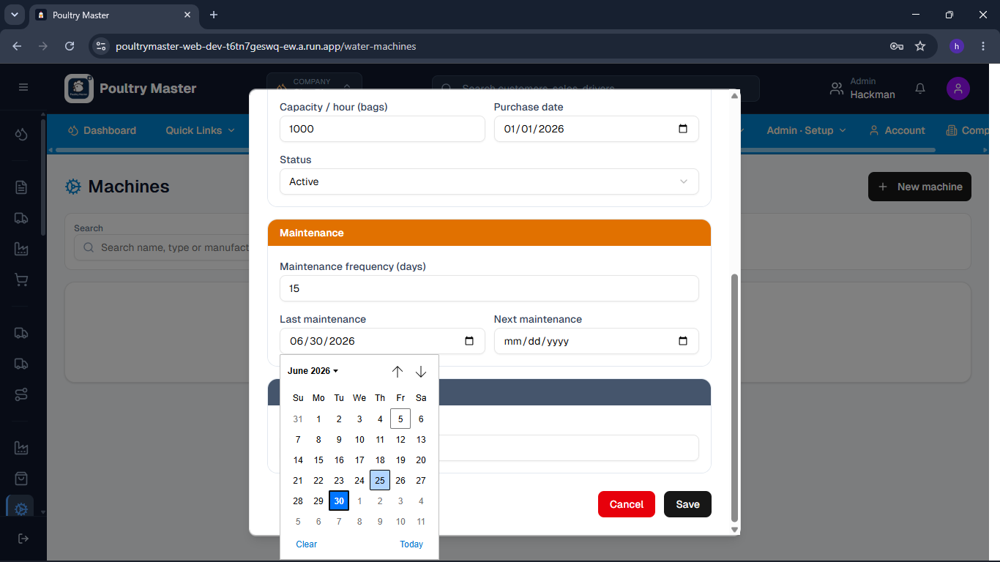 Poultry Master
poultrymaster-web-dev-t6tn7geswq-ew.a.run.app/water-machines
h
Poultry Master
COMPANY
Search customers, sales, drivers
Admin
Hackman
Dashboard
Quick Links
Admin - Setup
Account
Comp
Machines
New machine
Search
Search name, type or manufact
Capacity / hour (bags)
Purchase date
1000
01/01/2026
Status
Active
Maintenance
Maintenance frequency (days)
15
Last maintenance
Next maintenance
06/30/2026
mm/dd/yyyy
June 2026
Su Mo Tu We Th Fr Sa
31 1 2 3 4 5 6
7 8 9 10 11 12 13
14 15 16 17 18 19 20
21 22 23 24 25 26 27
28 29 30 1 2 3 4
5 6 7 8 9 10 11
Clear
Today
Cancel
Save